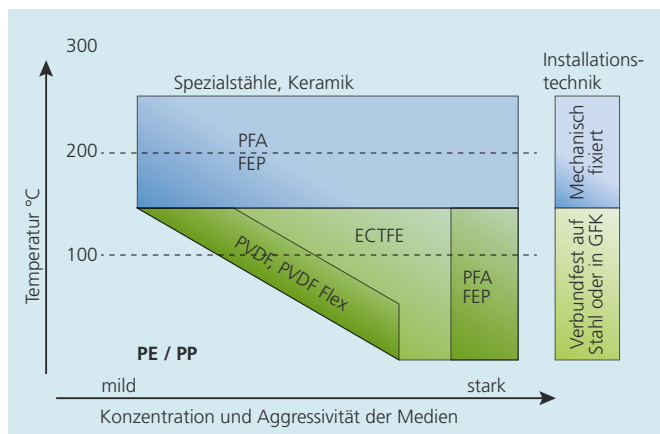 300
Installations-
technik
Spezialstähle, Keramik
PFA
FEP
200
Mechanisch
fixiert
Temperatur °C
ECTFE
100
PVDF, PVDF Flex
PFA
FEP
Verbundfest auf
Stahl oder in GFK
PE / PP
mild
stark
Konzentration und Aggressivität der Medien